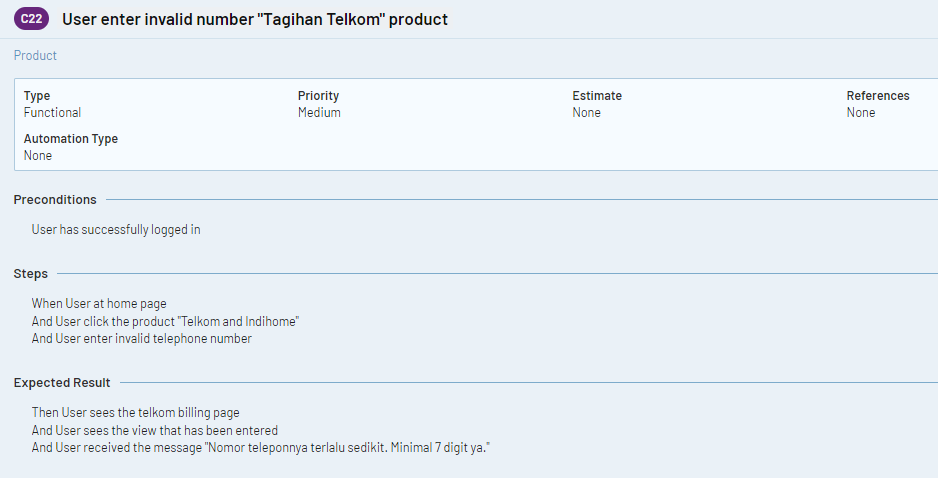 C22 User enter invalid number "Tagihan Telkom" product
Product
Type Priority Estimate References
Functional Medium None None
Automation Type
None
Preconditions
User has successfully logged in
Steps
When User at home page
And User click the product "Telkom and Indihome"
And User enter invalid telephone number
Expected Result
Then User sees the telkom billing page
And User sees the view that has been entered
And User received the message "Nomor teleponnya terlalu sedikit. Minimal 7 digit ya."